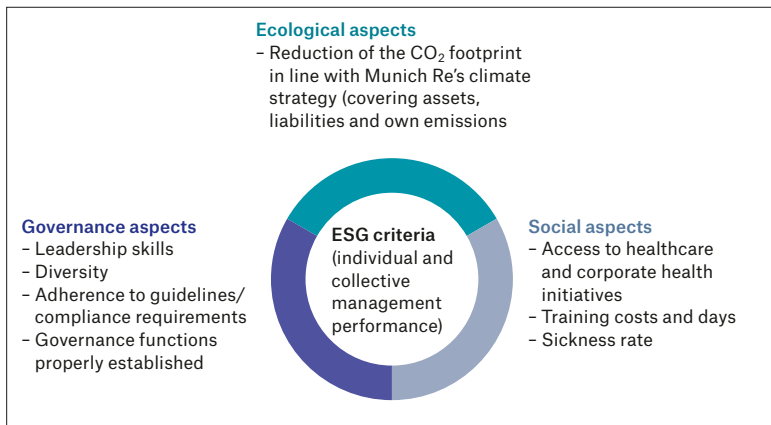 Ecological aspects
– Reduction of the CO₂ footprint
in line with Munich Re's climate
strategy (covering assets,
liabilities and own emissions
Governance aspects
– Leadership skills
– Diversity
– Adherence to guidelines/
compliance requirements
– Governance functions
properly established
ESG criteria
(individual and
collective
management
performance)
Social aspects
– Access to healthcare
and corporate health
initiatives
– Training costs and days
– Sickness rate